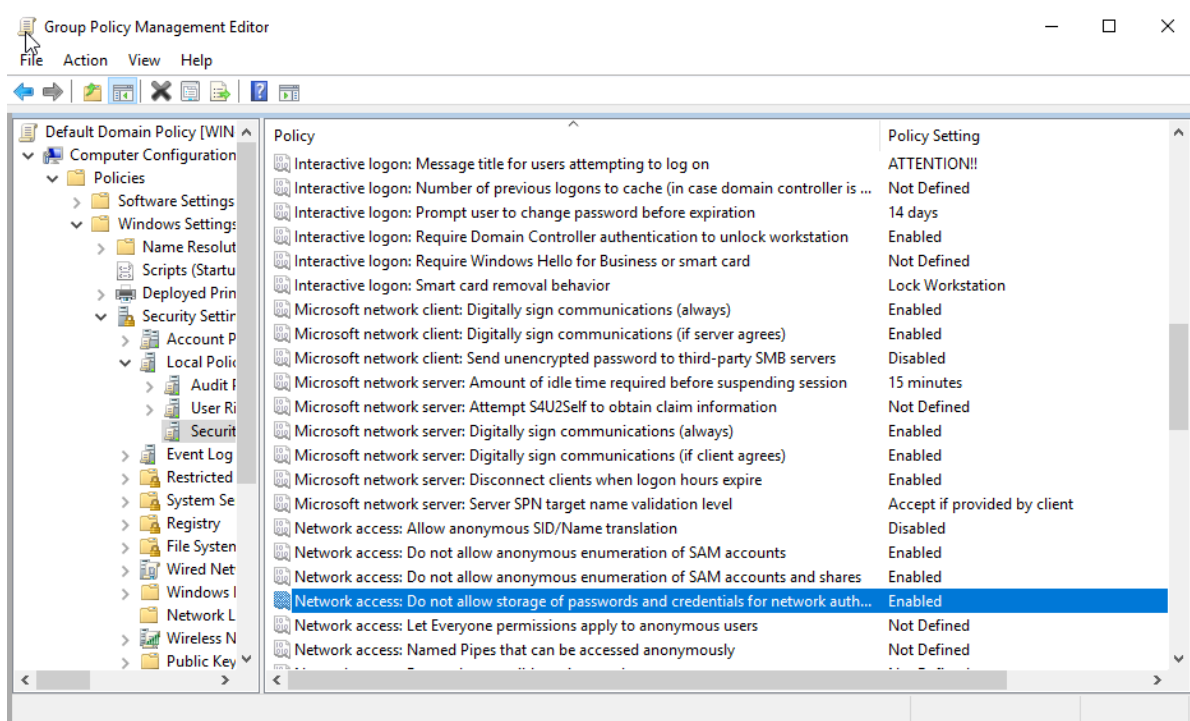 Group Policy Management Editor
File Action View Help
Default Domain Policy [WIN
Computer Configuration
Policies
Software Settings
Windows Settings
Name Resolut
Scripts (Startu
Deployed Prin
Security Settin
Account P
Local Polic
Audit P
User Ri
Securit
Event Log
Restricted
System Se
Registry
File System
Wired Net
Windows
Network L
Wireless N
Public Key
Policy Policy Setting
Interactive logon: Message title for users attempting to log on ATTENTION!!
Interactive logon: Number of previous logons to cache (in case domain controller is ... Not Defined
Interactive logon: Prompt user to change password before expiration 14 days
Interactive logon: Require Domain Controller authentication to unlock workstation Enabled
Interactive logon: Require Windows Hello for Business or smart card Not Defined
Interactive logon: Smart card removal behavior Lock Workstation
Microsoft network client: Digitally sign communications (always) Enabled
Microsoft network client: Digitally sign communications (if server agrees) Enabled
Microsoft network client: Send unencrypted password to third-party SMB servers Disabled
Microsoft network server: Amount of idle time required before suspending session 15 minutes
Microsoft network server: Attempt S4U2Self to obtain claim information Not Defined
Microsoft network server: Digitally sign communications (always) Enabled
Microsoft network server: Digitally sign communications (if client agrees) Enabled
Microsoft network server: Disconnect clients when logon hours expire Enabled
Microsoft network server: Server SPN target name validation level Accept if provided by client
Network access: Allow anonymous SID/Name translation Disabled
Network access: Do not allow anonymous enumeration of SAM accounts Enabled
Network access: Do not allow anonymous enumeration of SAM accounts and shares Enabled
Network access: Do not allow storage of passwords and credentials for network auth... Enabled
Network access: Let Everyone permissions apply to anonymous users Not Defined
Network access: Named Pipes that can be accessed anonymously Not Defined